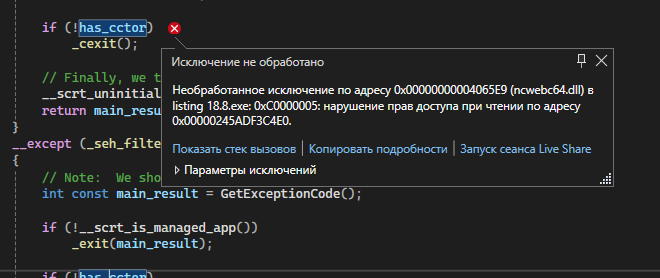 if (!has_cctor)
_cexit();
Исключение не обработано
// Finally, we t
Необработанное исключение по адресу 0x00000000004065E9 (ncwebc64.dll) в
__scrt_uninitial
listing 18.8.exe: 0xC0000005: нарушение прав доступа при чтении по адресу
return main_resu
0x00000245ADF3C4E0.
}
__except (_seh_filte
Показать стек вызовов | Копировать подробности | Запуск сеанса Live Share
{
Параметры исключений
// Note: We sho
int const main_result = GetExceptionCode();
if (!__scrt_is_managed_app())
_exit(main_result);
if (!has_cctor)